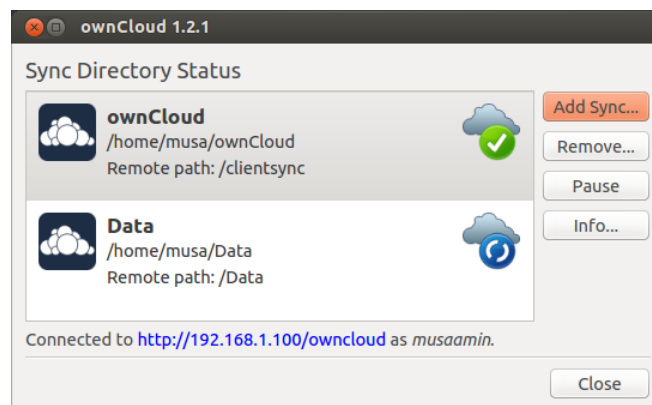 ownCloud 1.2.1
Sync Directory Status
ownCloud
/home/musa/ownCloud
Remote path: /clientsync
Data
/home/musa/Data
Remote path: /Data
Add Sync...
Remove...
Pause
Info...
Connected to http://192.168.1.100/owncloud as musaamin.
Close